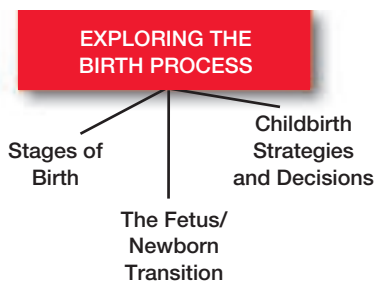 EXPLORING THE
BIRTH PROCESS
Stages of
Birth
The Fetus/
Newborn
Transition
Childbirth
Strategies
and Decisions